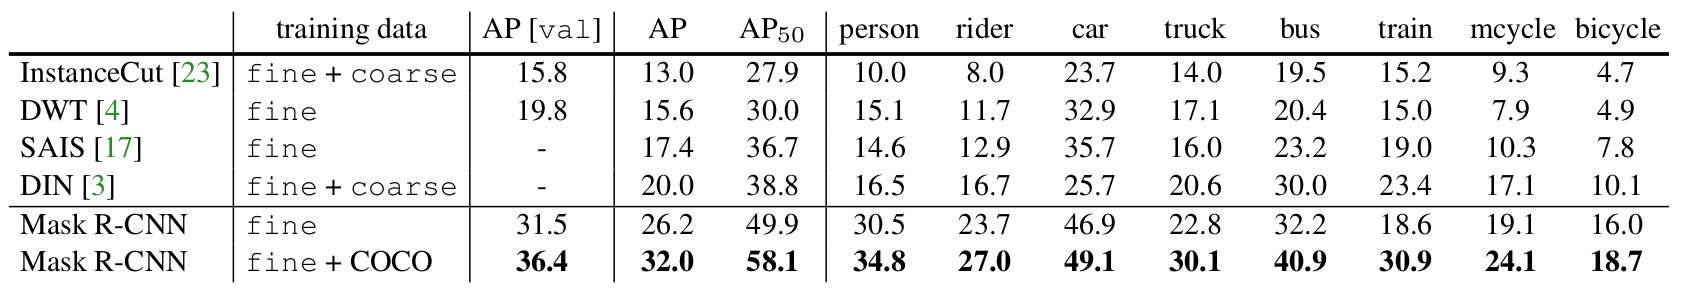 training data AP [val] AP AP50 person rider car truck bus train mcycle bicycle
InstanceCut [23] fine + coarse 15.8 13.0 27.9 10.0 8.0 23.7 14.0 19.5 15.2 9.3 4.7
DWT [4] fine 19.8 15.6 30.0 15.1 11.7 32.9 17.1 20.4 15.0 7.9 4.9
SAIS [17] fine - 17.4 36.7 14.6 12.9 35.7 16.0 23.2 19.0 10.3 7.8
DIN [3] fine + coarse - 20.0 38.8 16.5 16.7 25.7 20.6 30.0 23.4 17.1 10.1
Mask R-CNN fine 31.5 26.2 49.9 30.5 23.7 46.9 22.8 32.2 18.6 19.1 16.0
Mask R-CNN fine + COCO 36.4 32.0 58.1 34.8 27.0 49.1 30.1 40.9 30.9 24.1 18.7